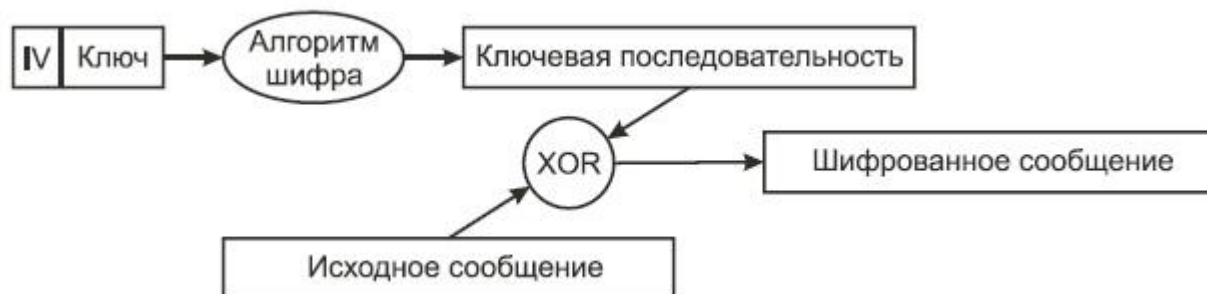 IV Ключ
Алгоритм
шифра
Ключевая последовательность
XOR
Шифрованное сообщение
Исходное сообщение